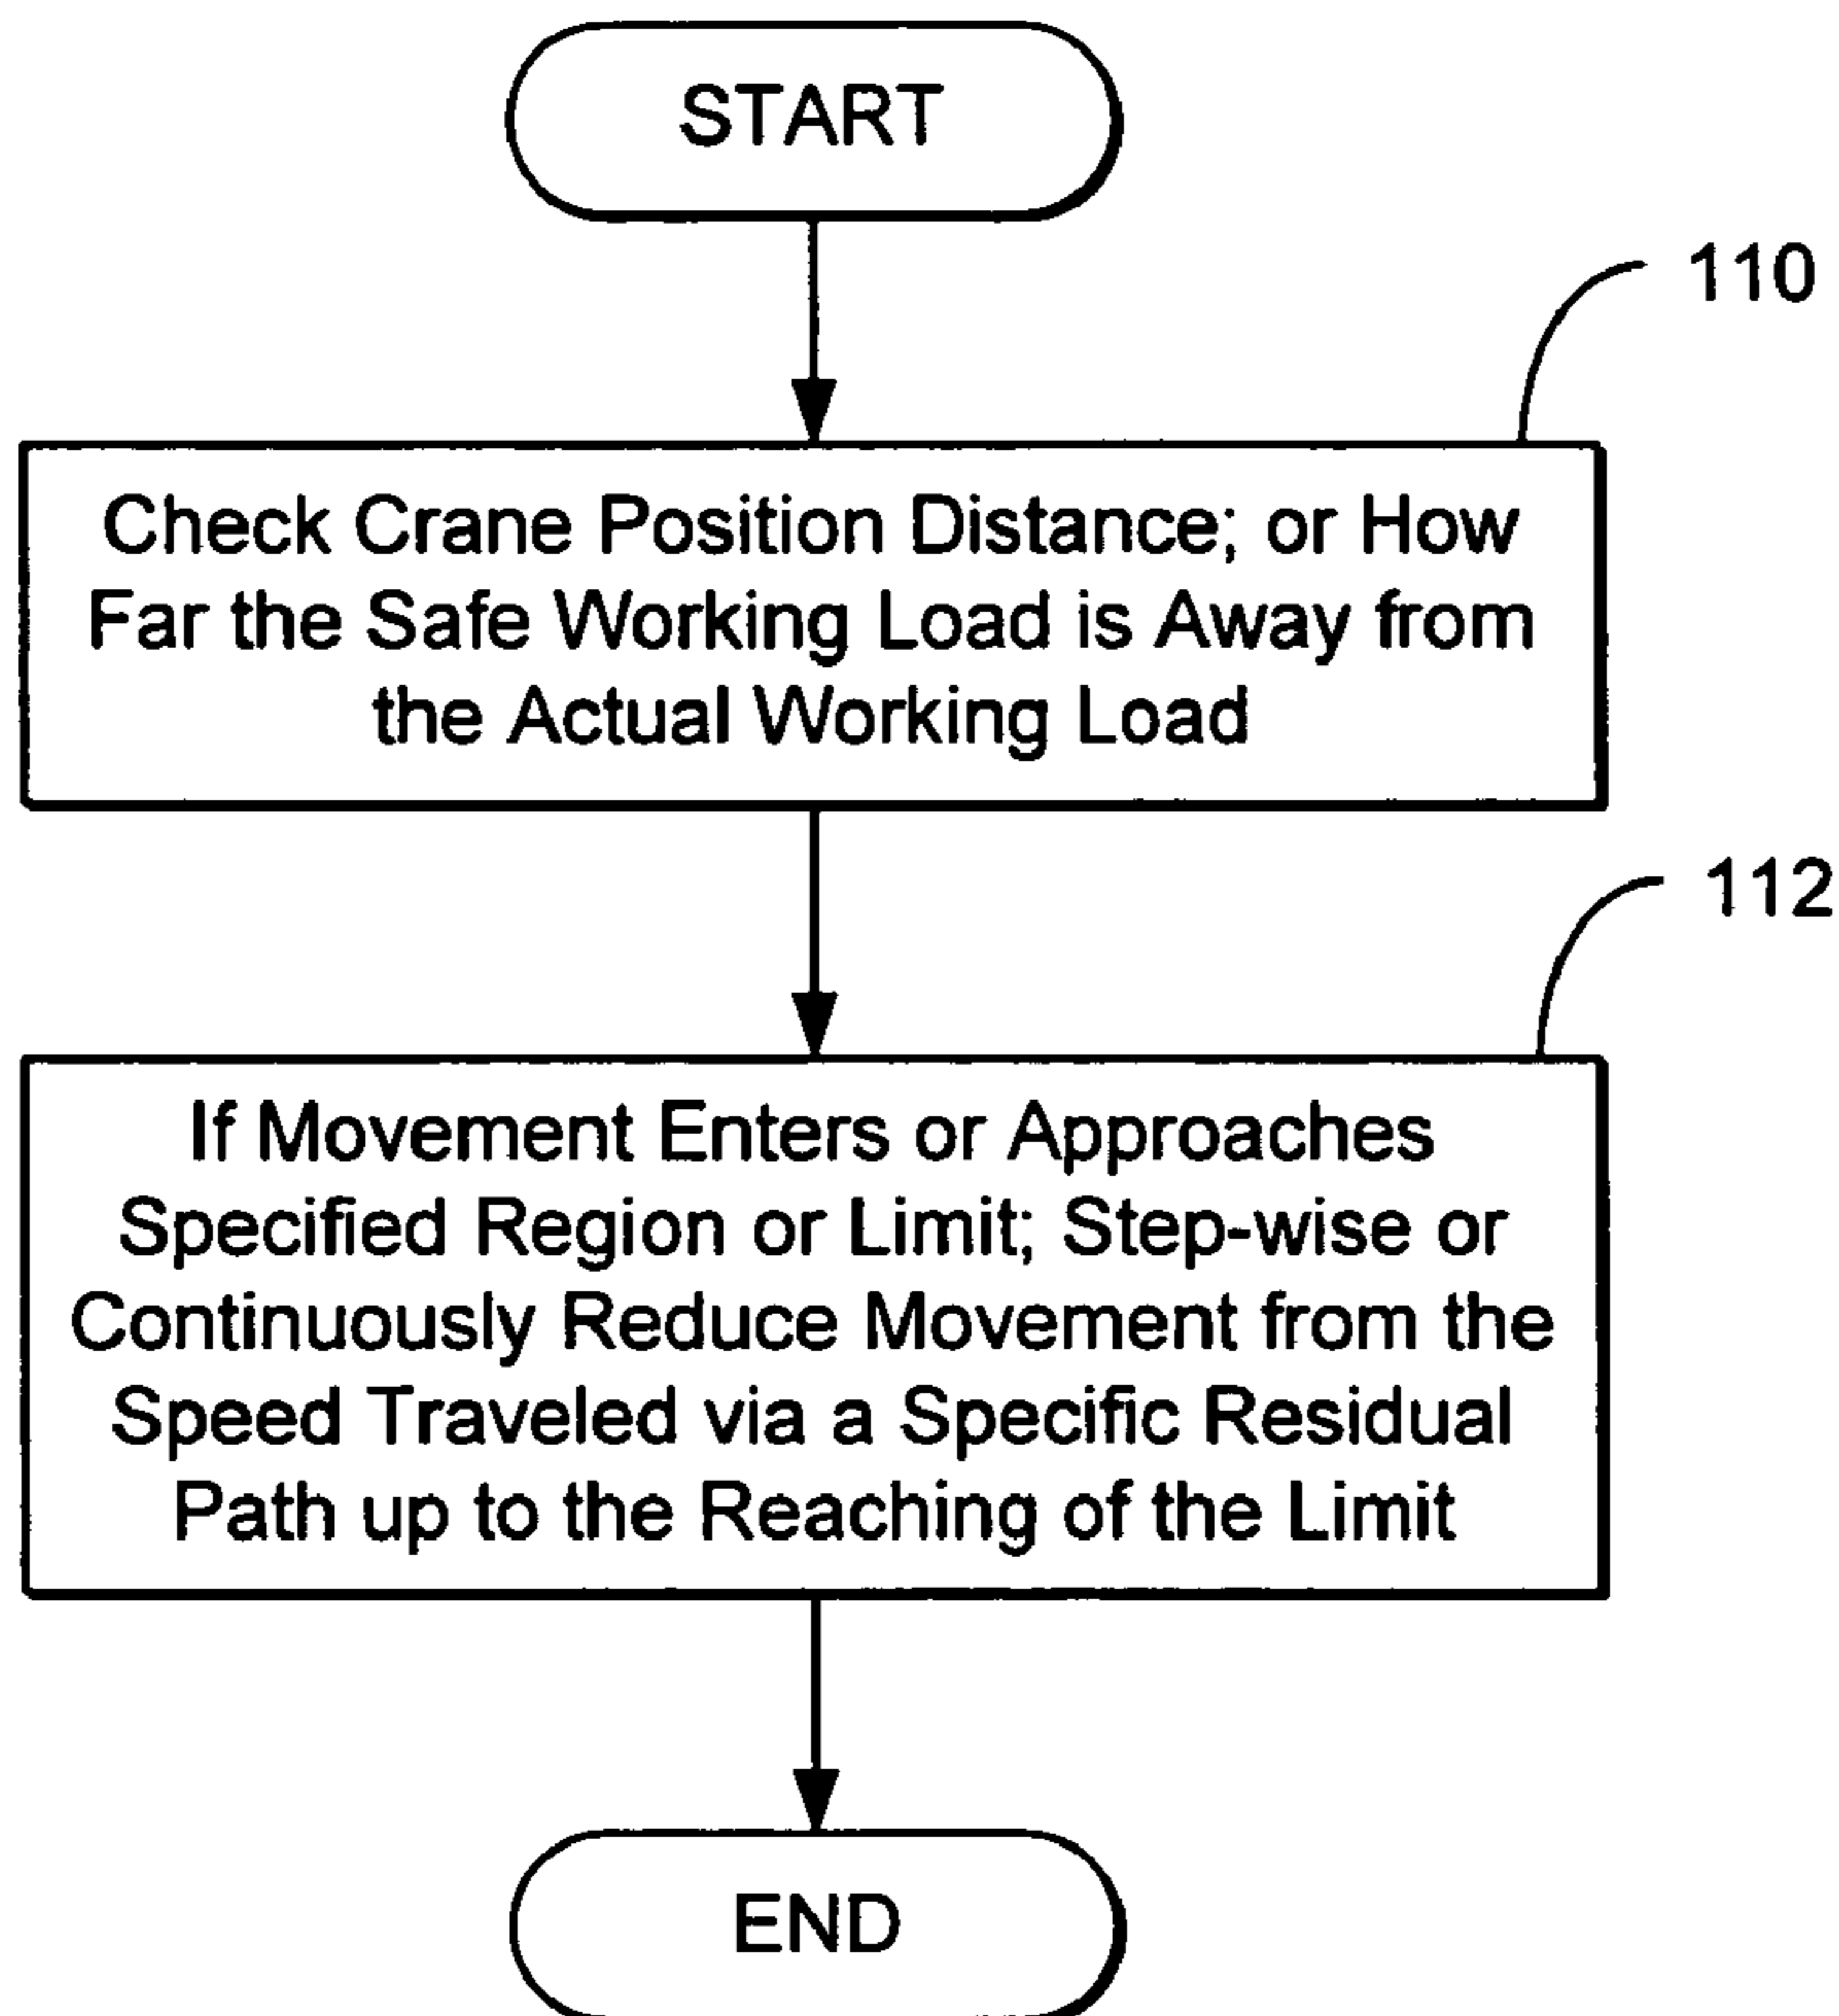 START
110
Check Crane Position Distance; or How
Far the Safe Working Load is Away from
the Actual Working Load
112
If Movement Enters or Approaches
Specified Region or Limit; Step-wise or
Continuously Reduce Movement from the
Speed Traveled via a Specific Residual
Path up to the Reaching of the Limit
END